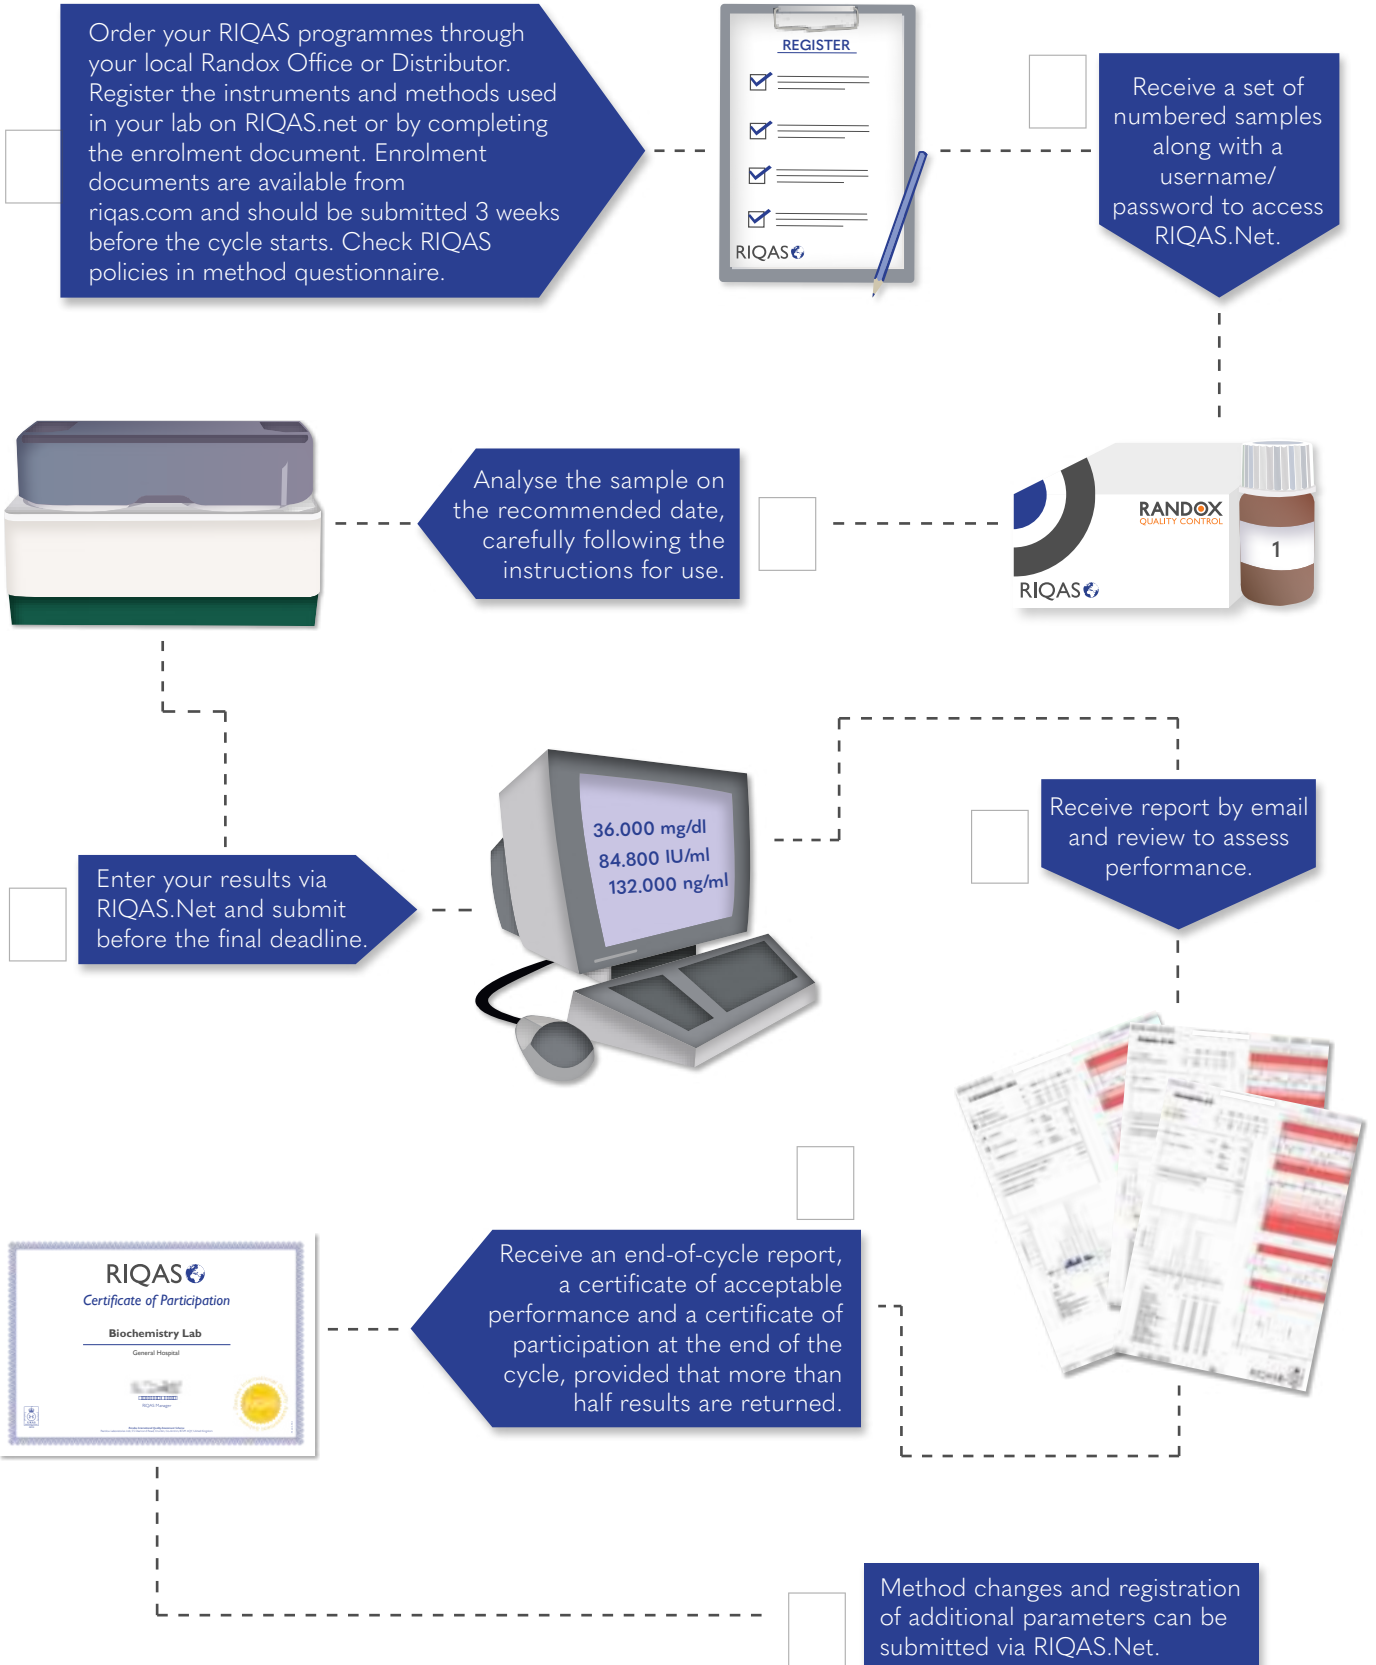 Order your RIQAS programmes through
your local Randox Office or Distributor.
Register the instruments and methods used
in your lab on RIQAS.net or by completing
the enrolment document. Enrolment
documents are available from
riqas.com and should be submitted 3 weeks
before the cycle starts. Check RIQAS
policies in method questionnaire.
REGISTER
RIQAS
Receive a set of
numbered samples
along with a
username/
password to access
RIQAS.Net.
Analyse the sample on
the recommended date,
carefully following the
instructions for use.
RANDOX
QUALITY CONTROL
RIQAS
1
36.000 mg/dl
84.800 IU/ml
132.000 ng/ml
Receive report by email
and review to assess
performance.
Enter your results via
RIQAS.Net and submit
before the final deadline.
Receive an end-of-cycle report,
a certificate of acceptable
performance and a certificate of
participation at the end of the
cycle, provided that more than
half results are returned.
RIQAS
Certificate of Participation
Biochemistry Lab
General Hospital
RIQAS Manager
Method changes and registration
of additional parameters can be
submitted via RIQAS.Net.